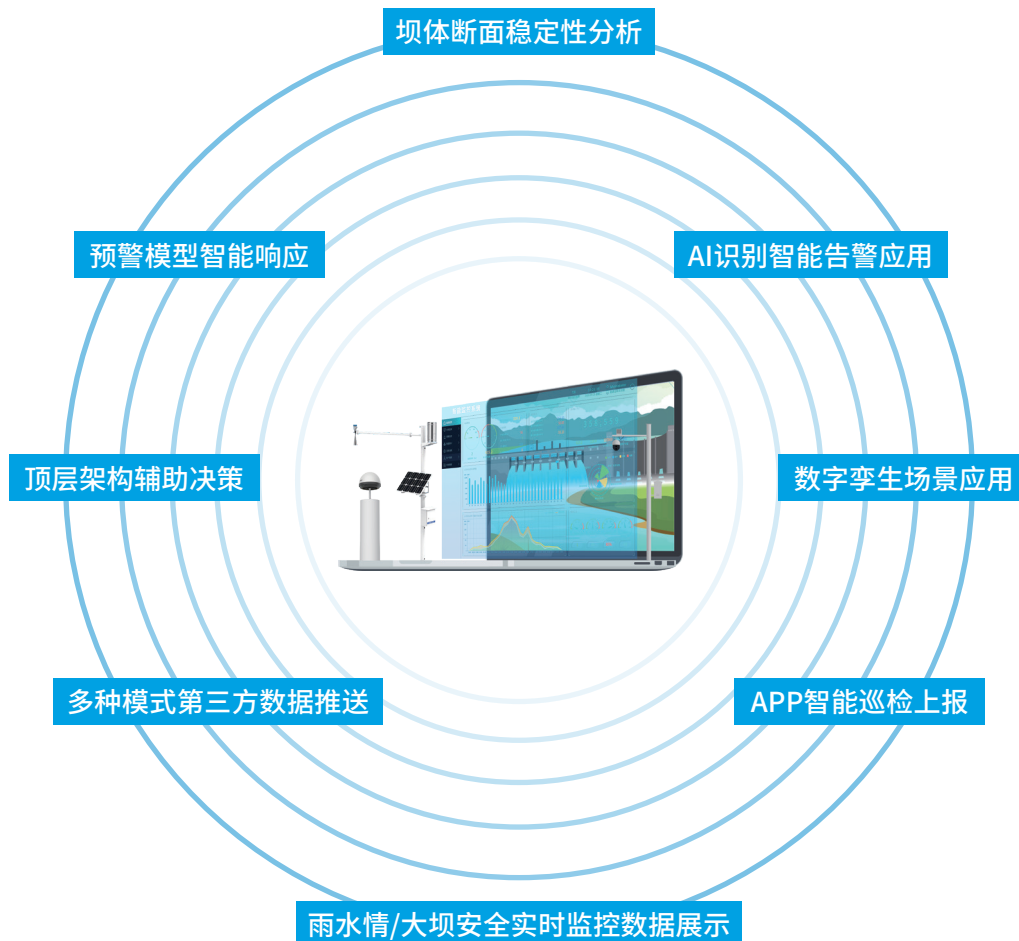 坝体断面稳定性分析
预警模型智能响应
AI识别智能告警应用
顶层架构辅助决策
数字孪生场景应用
多种模式第三方数据推送
APP智能巡检上报
雨水情/大坝安全实时监控数据展示